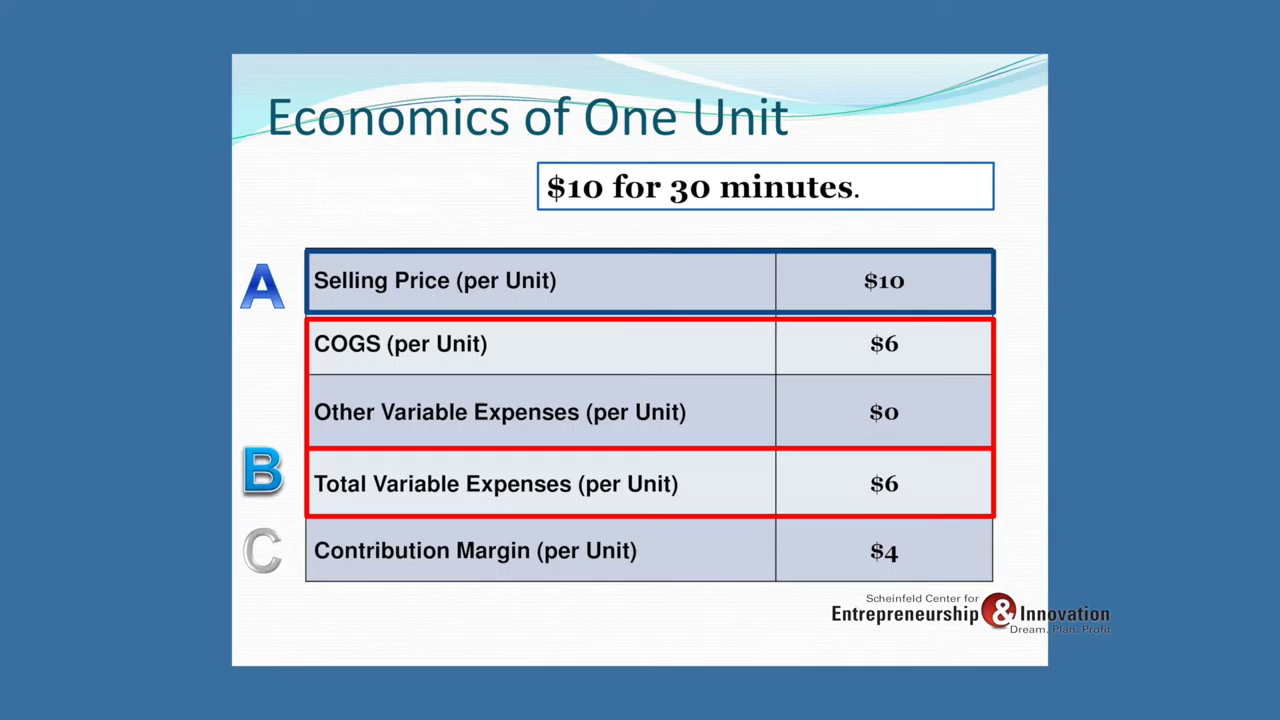 Economics of One Unit
$10 for 30 minutes.
A
Selling Price (per Unit) $10
COGS (per Unit) $6
Other Variable Expenses (per Unit) $0
B
Total Variable Expenses (per Unit) $6
C
Contribution Margin (per Unit) $4
Scheinfeld Center for
Entrepreneurship & Innovation
Dream. Plan. Profit.